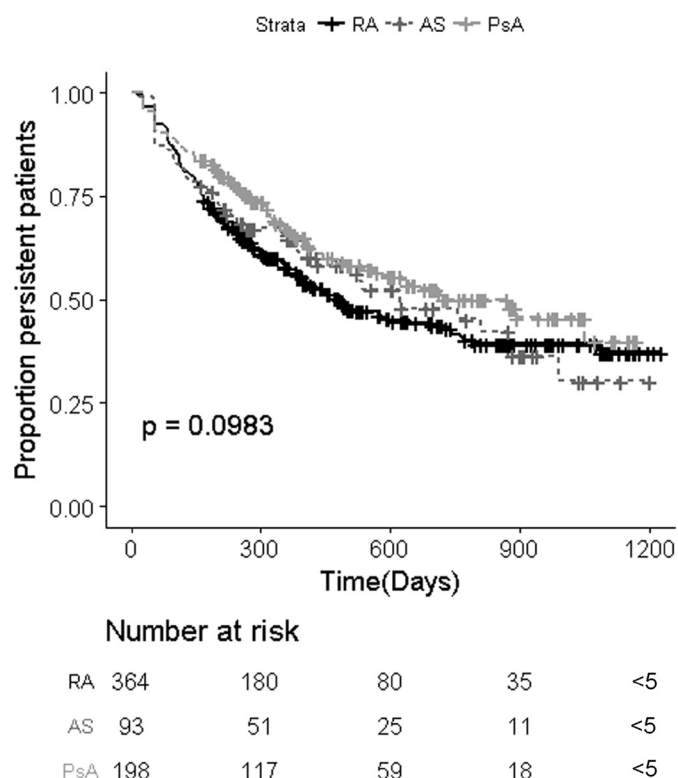 Strata RA AS PsA
1.00
0.75
0.50
0.25
0.00
Proportion persistent patients
p = 0.0983
0 300 600 900 1200
Time(Days)
Number at risk
RA 364 180 80 35 <5
AS 93 51 25 11 <5
PsA 198 117 59 18 <5